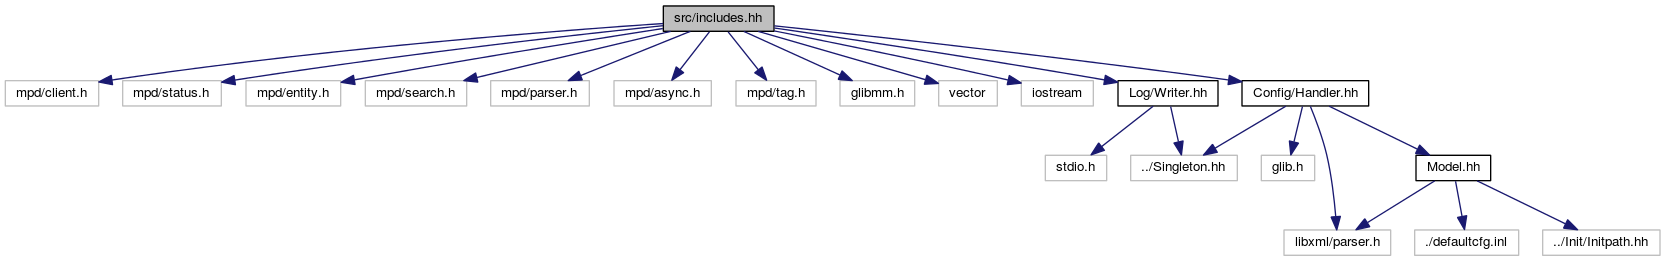 src/includes.hh
mpd/client.h
mpd/status.h
mpd/entity.h
mpd/search.h
mpd/parser.h
mpd/async.h
mpd/tag.h
glibmm.h
vector
iostream
Log/Writer.hh
Config/Handler.hh
stdio.h
../Singleton.hh
glib.h
Model.hh
libxml/parser.h
./defaultcfg.inl
../Init/Initpath.hh